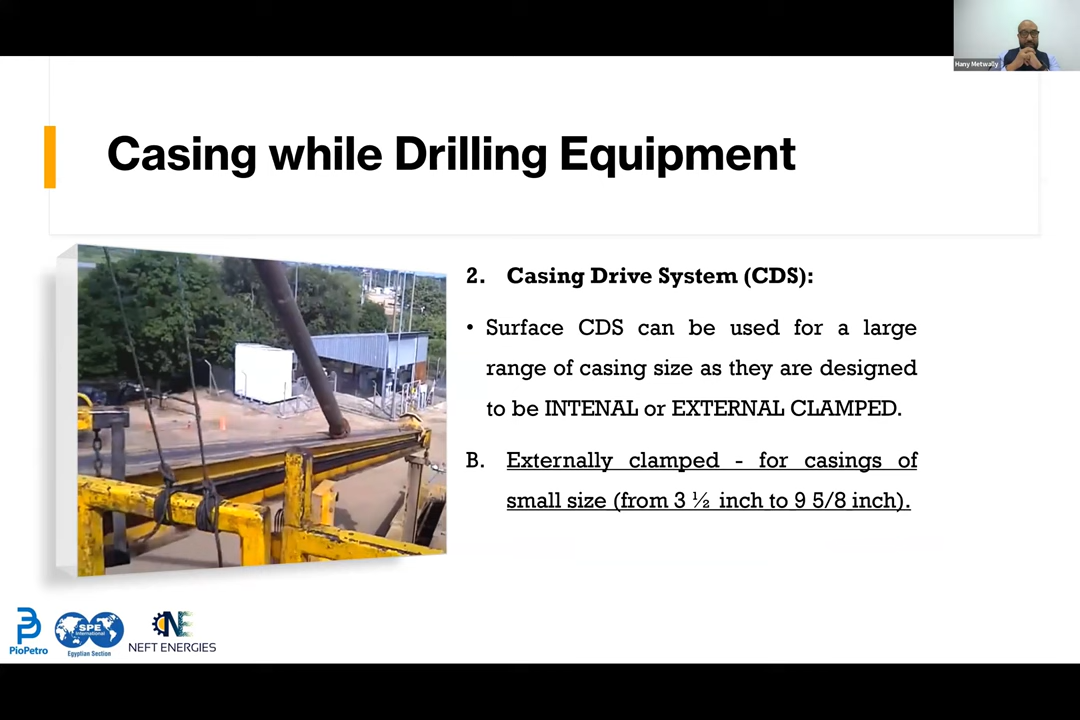 Hany Metwally
Casing while Drilling Equipment
2. Casing Drive System (CDS):
• Surface CDS can be used for a large
range of casing size as they are designed
to be INTENAL or EXTERNAL CLAMPED.
B. Externally clamped - for casings of
small size (from 3 ½ inch to 9 5/8 inch).
PioPetro
SPE
International
Egyptian Section
NE
NEFT ENERGIES